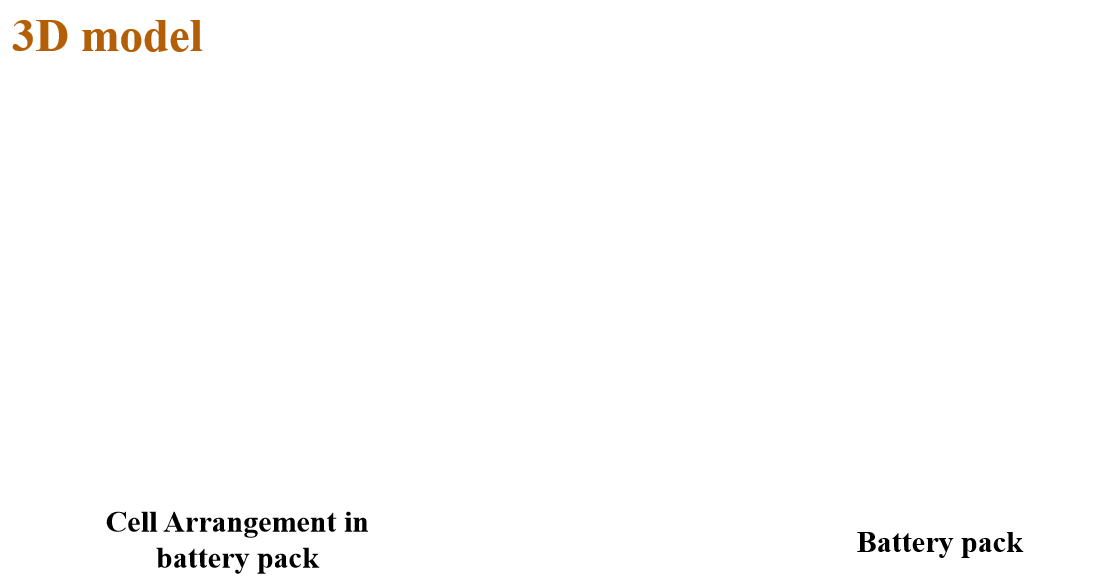 3D model
Cell Arrangement in
battery pack
Battery pack